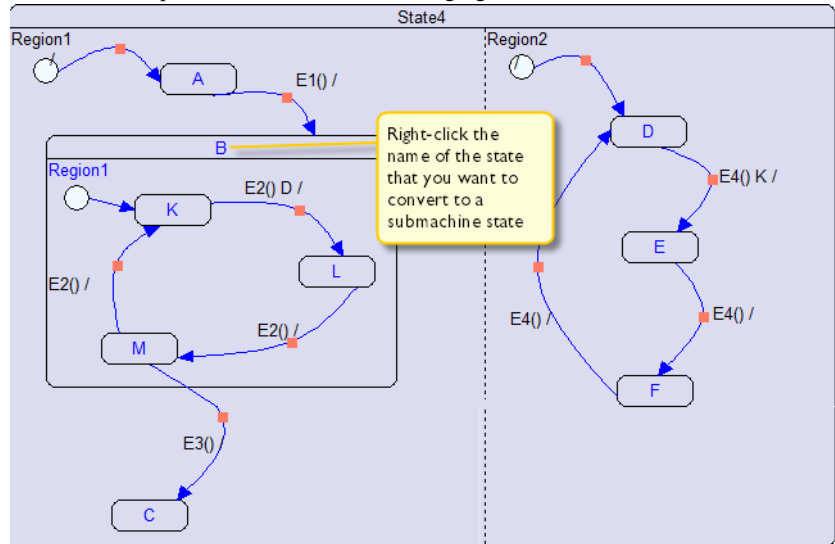 State4
Region1
Region2
A
E1() /
D
B
Right-click the
name of the state
that you want to
convert to a
submachine state
Region1
K
E2() D /
E4() K /
L
E
E2() /
E2() /
M
E4() /
E4() /
F
E3() /
C